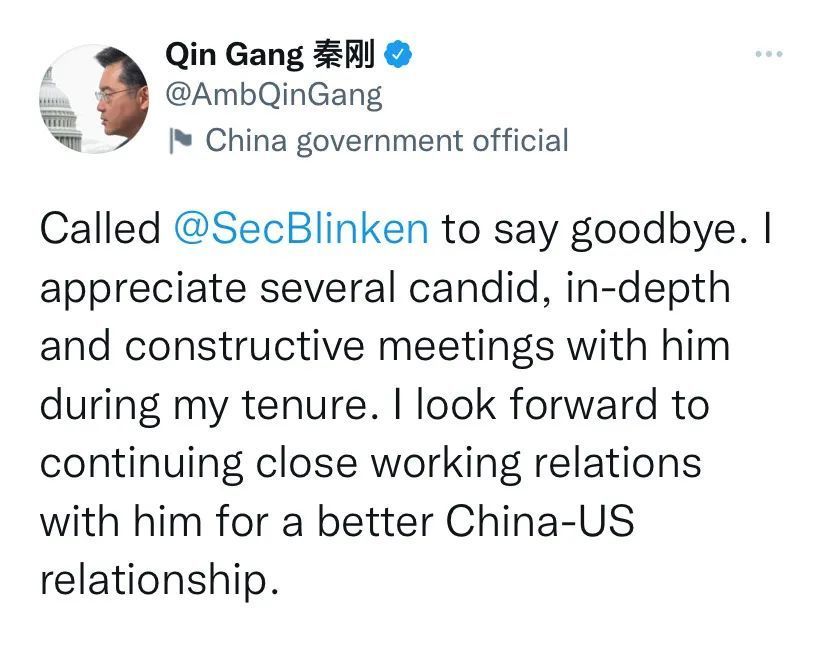 Qin Gang 秦刚
@AmbQinGang
China government official
Called @SecBlinken to say goodbye. I
appreciate several candid, in-depth
and constructive meetings with him
during my tenure. I look forward to
continuing close working relations
with him for a better China-US
relationship.